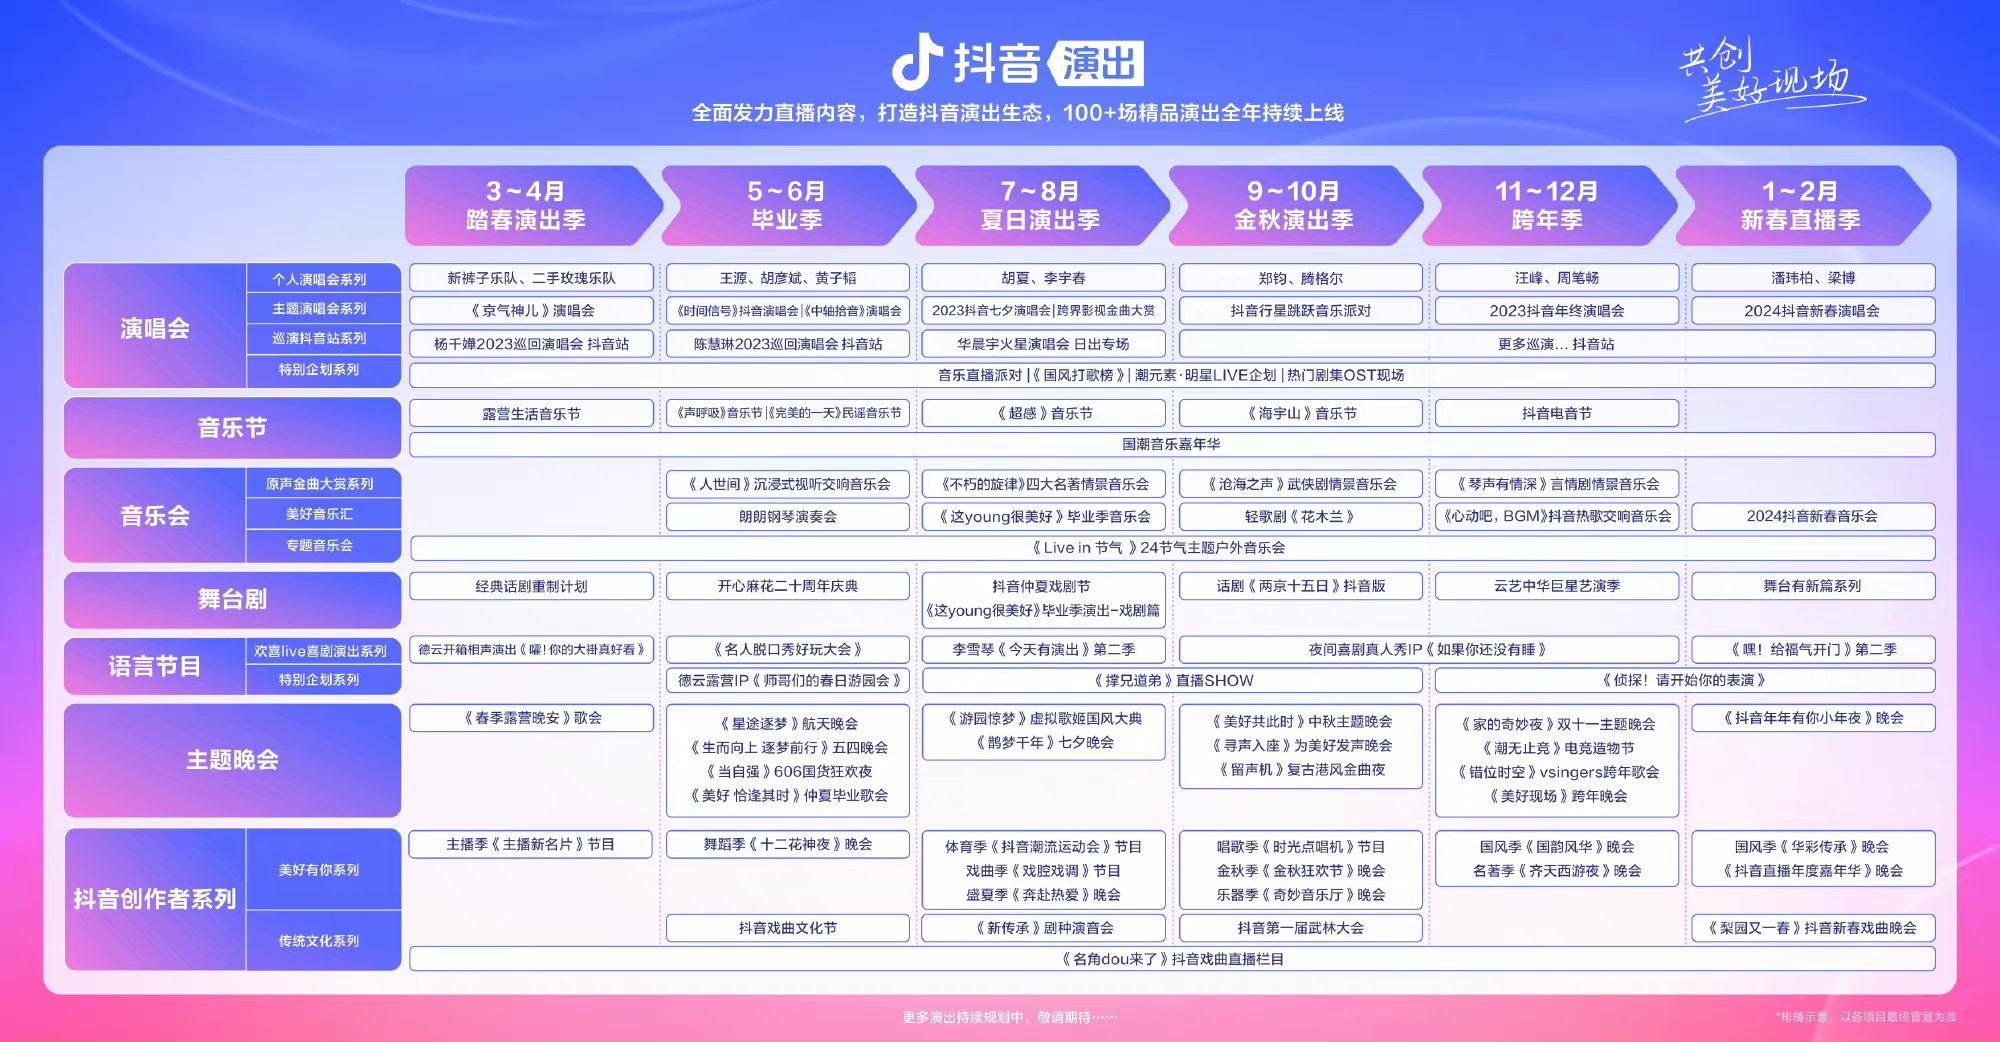 抖音 演出
共创
美好现场
全面发力直播内容，打造抖音演出生态，100+场精品演出全年持续上线
3～4月
踏春演出季
5～6月
毕业季
7～8月
夏日演出季
9～10月
金秋演出季
11～12月
跨年季
1～2月
新春直播季
演唱会
个人演唱会系列
新裤子乐队、二手玫瑰乐队
王源、胡彦斌、黄子韬
胡夏、李宇春
郑钧、腾格尔
汪峰、周笔畅
潘玮柏、梁博
主题演唱会系列
《京气神儿》演唱会
《时间信号》抖音演唱会|《中轴拾音》演唱会
2023抖音七夕演唱会|跨界影视金曲大赏
抖音行星跳跃音乐派对
2023抖音年终演唱会
2024抖音新春演唱会
巡演抖音站系列
杨千嬅2023巡回演唱会 抖音站
陈慧琳2023巡回演唱会 抖音站
华晨宇火星演唱会 日出专场
更多巡演... 抖音站
特别企划系列
音乐直播派对 |《国风打歌榜》| 潮元素·明星LIVE企划 | 热门剧集OST现场
音乐节
露营生活音乐节
《声呼吸》音乐节|《完美的一天》民谣音乐节
《超感》音乐节
《海宇山》音乐节
抖音电音节
国潮音乐嘉年华
音乐会
原声金曲大赏系列
《人世间》沉浸式视听交响音乐会
《不朽的旋律》四大名著情景音乐会
《沧海之声》武侠剧情景音乐会
《琴声有情深》言情剧情景音乐会
美好音乐汇
朗朗钢琴演奏会
《这young很美好》毕业季音乐会
轻歌剧《花木兰》
《心动吧，BGM》抖音热歌交响音乐会
2024抖音新春音乐会
专题音乐会
《Live in 节气 》24节气主题户外音乐会
舞台剧
经典话剧重制计划
开心麻花二十周年庆典
抖音仲夏戏剧节
《这young很美好》毕业季演出-戏剧篇
话剧《两京十五日》抖音版
云艺中华巨星艺演季
舞台有新篇系列
语言节目
欢喜live喜剧演出系列
德云开箱相声演出《嚯！你的大褂真好看》
《名人脱口秀好玩大会》
李雪琴《今天有演出》第二季
夜间喜剧真人秀IP《如果你还没有睡》
《嘿！给福气开门》第二季
特别企划系列
德云露营IP《师哥们的春日游园会》
《撑兄道弟》直播SHOW
《侦探！请开始你的表演》
主题晚会
《春季露营晚安》歌会
《星途逐梦》航天晚会
《生而向上 逐梦前行》五四晚会
《当自强》606国货狂欢夜
《美好 恰逢其时》仲夏毕业歌会
《游园惊梦》虚拟歌姬国风大典
《鹊梦千年》七夕晚会
《美好共此时》中秋主题晚会
《寻声入座》为美好发声晚会
《留声机》复古港风金曲夜
《家的奇妙夜》双十一主题晚会
《潮无止竞》电竞造物节
《错位时空》vsingers跨年歌会
《美好现场》跨年晚会
《抖音年年有你小年夜》晚会
抖音创作者系列
美好有你系列
主播季《主播新名片》节目
舞蹈季《十二花神夜》晚会
体育季《抖音潮流运动会》节目
戏曲季《戏腔戏调》节目
盛夏季《奔赴热爱》晚会
唱歌季《时光点唱机》节目
金秋季《金秋狂欢节》晚会
乐器季《奇妙音乐厅》晚会
国风季《国韵风华》晚会
名著季《齐天西游夜》晚会
国风季《华彩传承》晚会
《抖音直播年度嘉年华》晚会
传统文化系列
抖音戏曲文化节
《新传承》剧种演音会
抖音第一届武林大会
《梨园又一春》抖音新春戏曲晚会
《名角dou来了》抖音戏曲直播栏目
更多演出持续规划中，敬请期待……
*排播示意，以各项目最终官宣为准